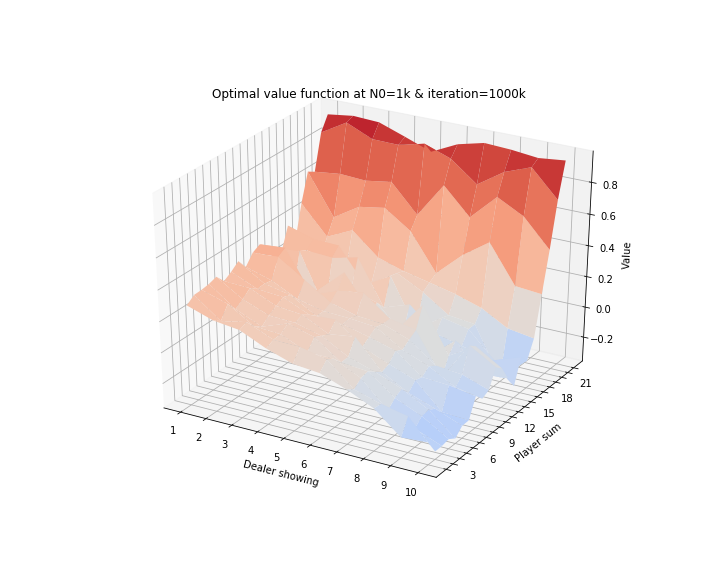 Optimal value function at N0=1k & iteration=1000k
0.8
0.6
0.4
0.2
0.0
−0.2
Value
21
18
15
12
9
6
3
Player sum
1 2 3 4 5 6 7 8 9 10
Dealer showing